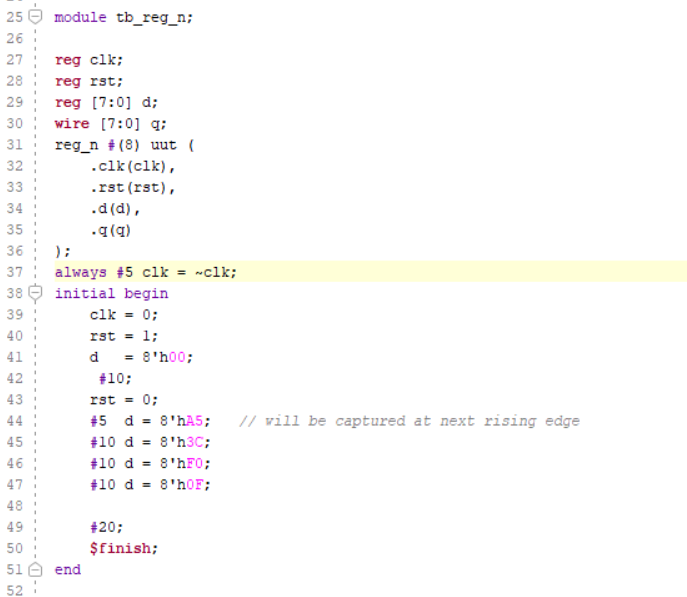 25 module tb_reg_n;
26
27 reg clk;
28 reg rst;
29 reg [7:0] d;
30 wire [7:0] q;
31 reg_n #(8) uut (
32     .clk(clk),
33     .rst(rst),
34     .d(d),
35     .q(q)
36 );
37 always #5 clk = ~clk;
38 initial begin
39     clk = 0;
40     rst = 1;
41     d   = 8'h00;
42      #10;
43     rst = 0;
44     #5  d = 8'hA5;   // will be captured at next rising edge
45     #10 d = 8'h3C;
46     #10 d = 8'hF0;
47     #10 d = 8'h0F;
48
49     #20;
50     $finish;
51 end
52